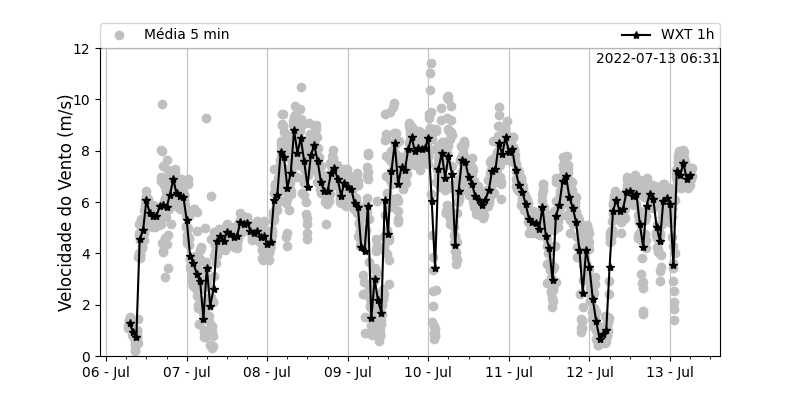 Média 5 min
WXT 1h
2022-07-13 06:31
Velocidade do Vento (m/s)
12
10
8
6
4
2
0
06 - Jul
07 - Jul
08 - Jul
09 - Jul
10 - Jul
11 - Jul
12 - Jul
13 - Jul